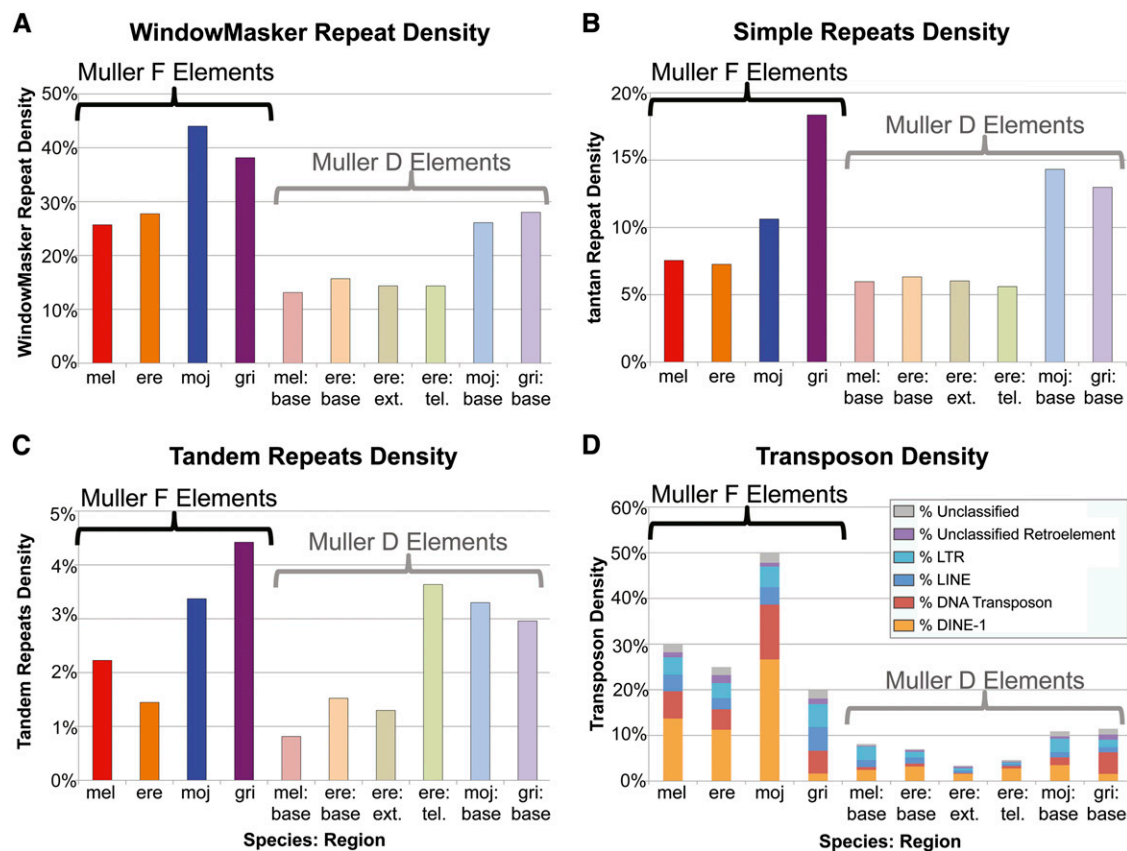 A
WindowMasker Repeat Density
Muller F Elements
WindowMasker Repeat Density
50%
40%
30%
20%
10%
0%
Muller D Elements
mel
ere
moj
gri
mel:
base
ere:
base
ere:
ext.
ere:
tel.
moj:
base
gri:
base
B
Simple Repeats Density
Muller F Elements
tantan Repeat Density
20%
15%
10%
5%
0%
Muller D Elements
mel
ere
moj
gri
mel:
base
ere:
base
ere:
ext.
ere:
tel.
moj:
base
gri:
base
C
Tandem Repeats Density
Muller F Elements
Tandem Repeats Density
5%
4%
3%
2%
1%
0%
Muller D Elements
mel
ere
moj
gri
mel:
base
ere:
base
ere:
ext.
ere:
tel.
moj:
base
gri:
base
Species: Region
D
Transposon Density
Muller F Elements
Transposon Density
60%
50%
40%
30%
20%
10%
0%
% Unclassified
% Unclassified Retroelement
% LTR
% LINE
% DNA Transposon
% DINE-1
Muller D Elements
mel
ere
moj
gri
mel:
base
ere:
base
ere:
ext.
ere:
tel.
moj:
base
gri:
base
Species: Region